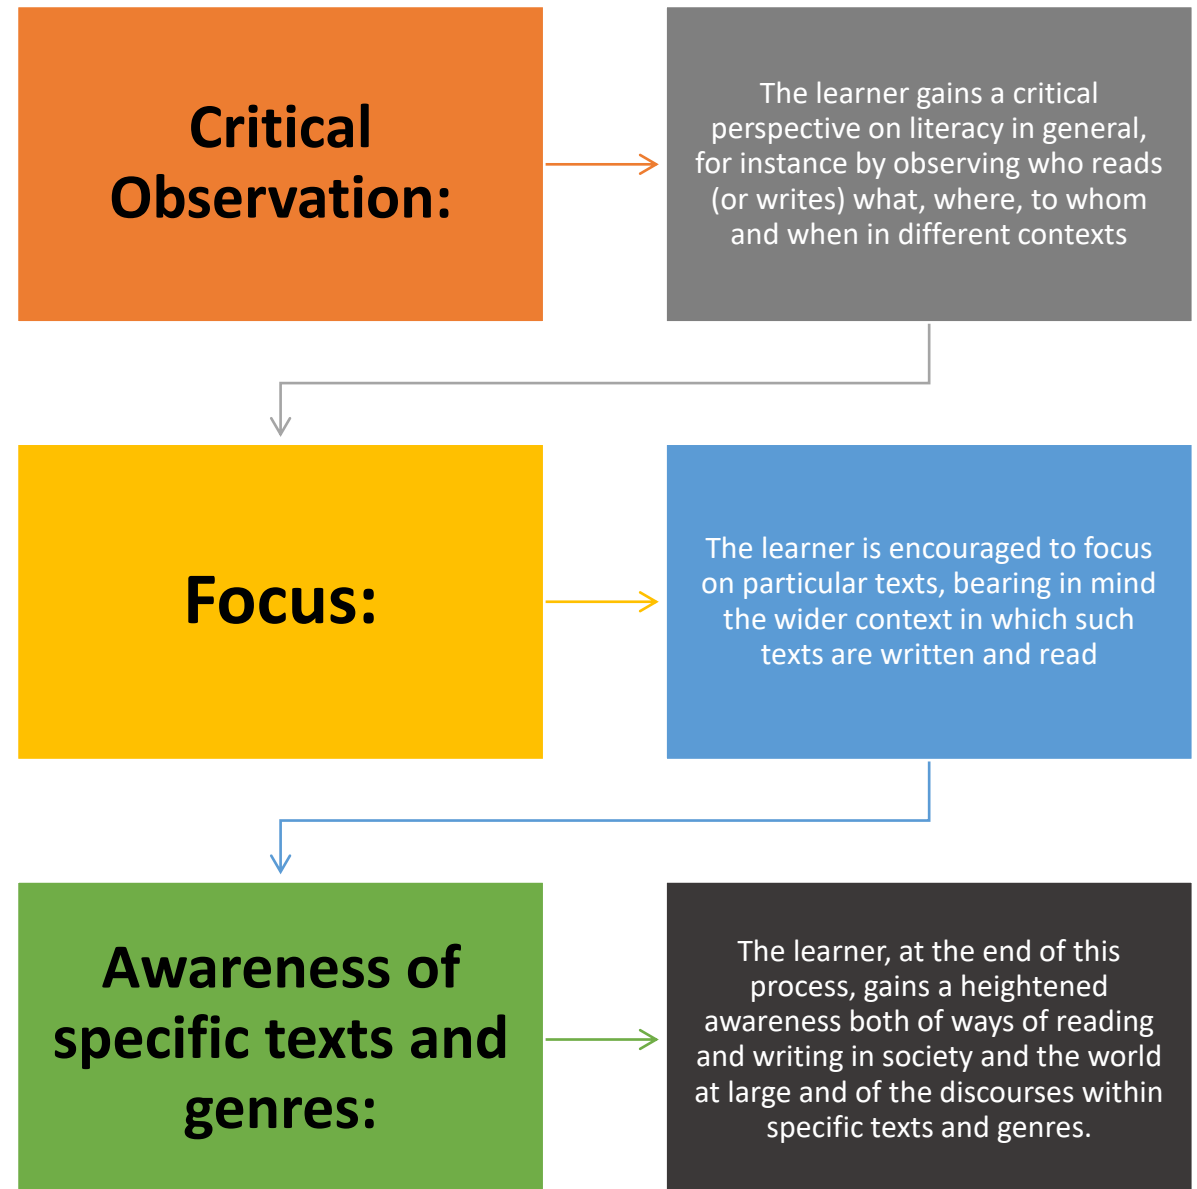 Critical
Observation:
The learner gains a critical
perspective on literacy in general,
for instance by observing who reads
(or writes) what, where, to whom
and when in different contexts
Focus:
The learner is encouraged to focus
on particular texts, bearing in mind
the wider context in which such
texts are written and read
Awareness of
specific texts and
genres:
The learner, at the end of this
process, gains a heightened
awareness both of ways of reading
and writing in society and the world
at large and of the discourses within
specific texts and genres.